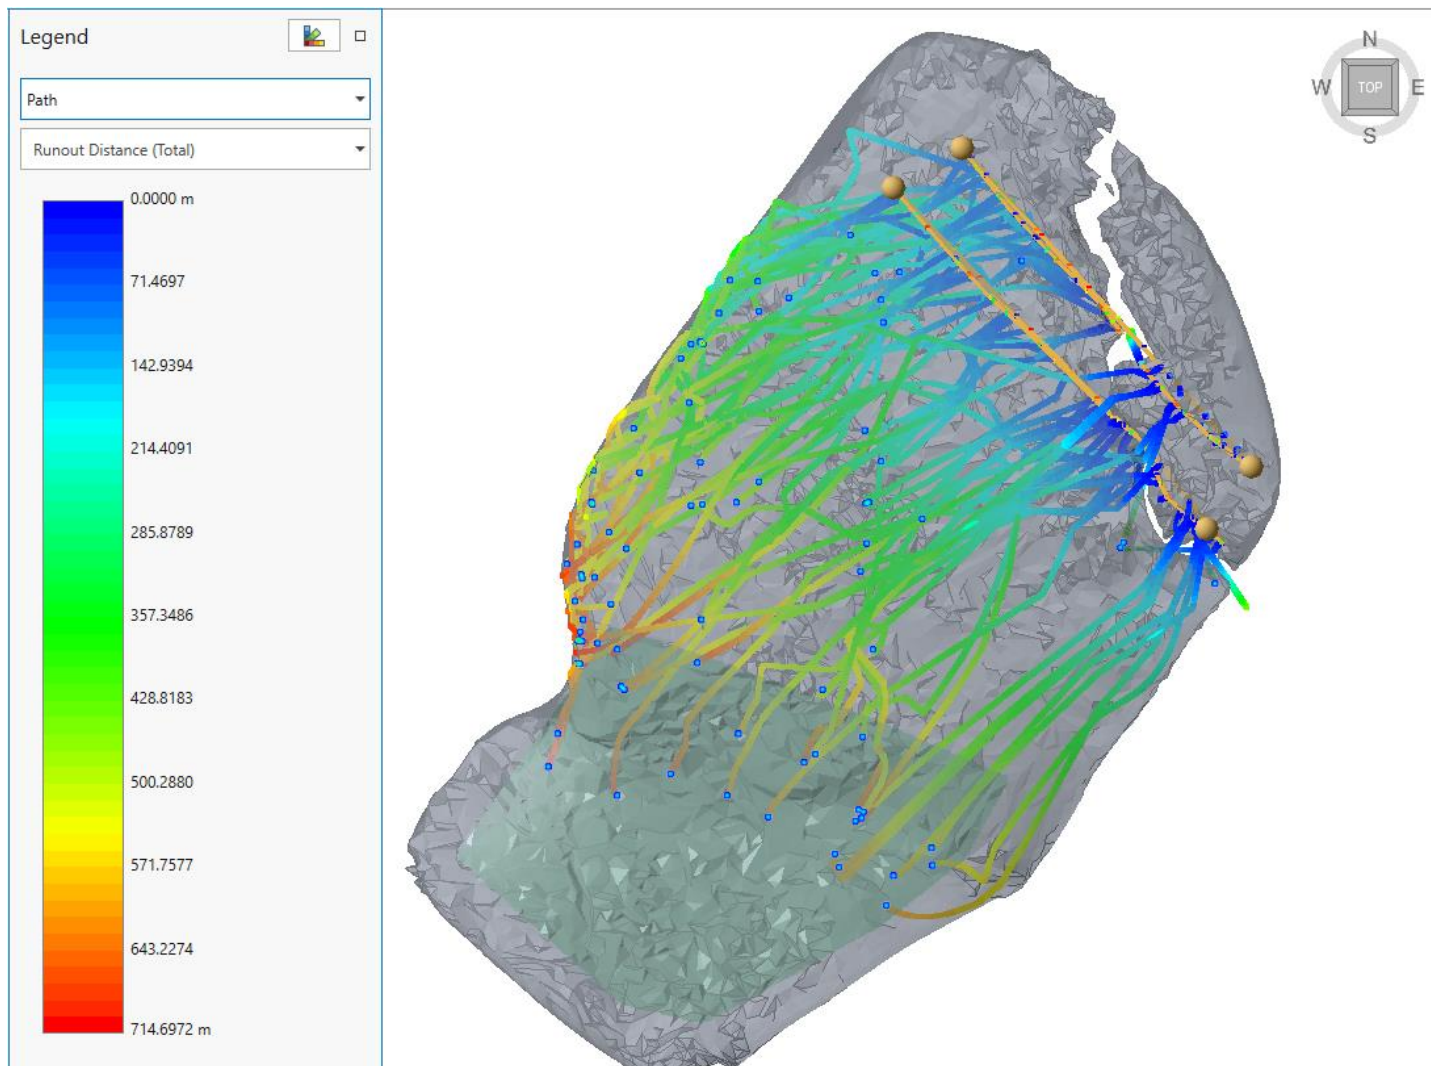 Legend
Path
Runout Distance (Total)
0.0000 m
71.4697
142.9394
214.4091
285.8789
357.3486
428.8183
500.2880
571.7577
643.2274
714.6972 m
N
W TOP E
S